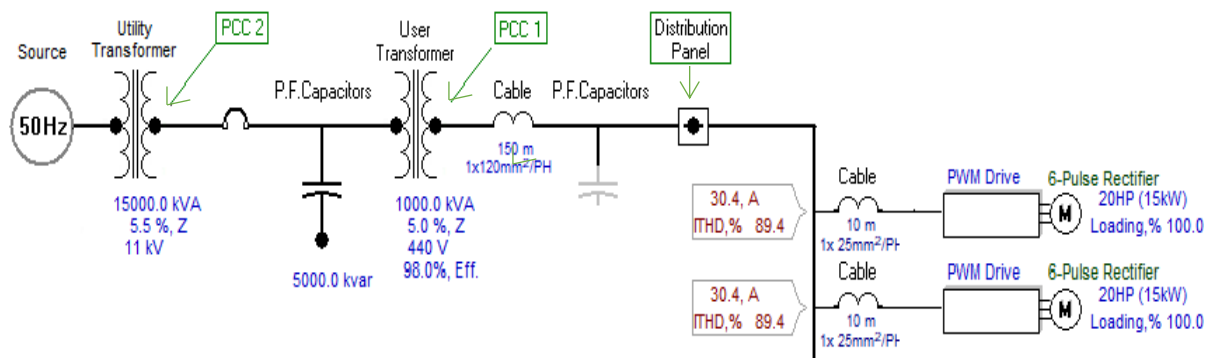 Source
50Hz
Utility
Transformer
PCC 2
15000.0 kVA
5.5 %, Z
11 kV
P.F.Capacitors
5000.0 kvar
User
Transformer
PCC 1
1000.0 kVA
5.0 %, Z
440 V
98.0%, Eff.
Cable
150 m
1x120mm²/PH
P.F.Capacitors
Distribution
Panel
30.4, A
ITHD,% 89.4
Cable
10 m
1x 25mm²/PH
PWM Drive
6-Pulse Rectifier
M
20HP (15kW)
Loading,% 100.0
30.4, A
ITHD,% 89.4
Cable
10 m
1x 25mm²/PH
PWM Drive
6-Pulse Rectifier
M
20HP (15kW)
Loading,% 100.0